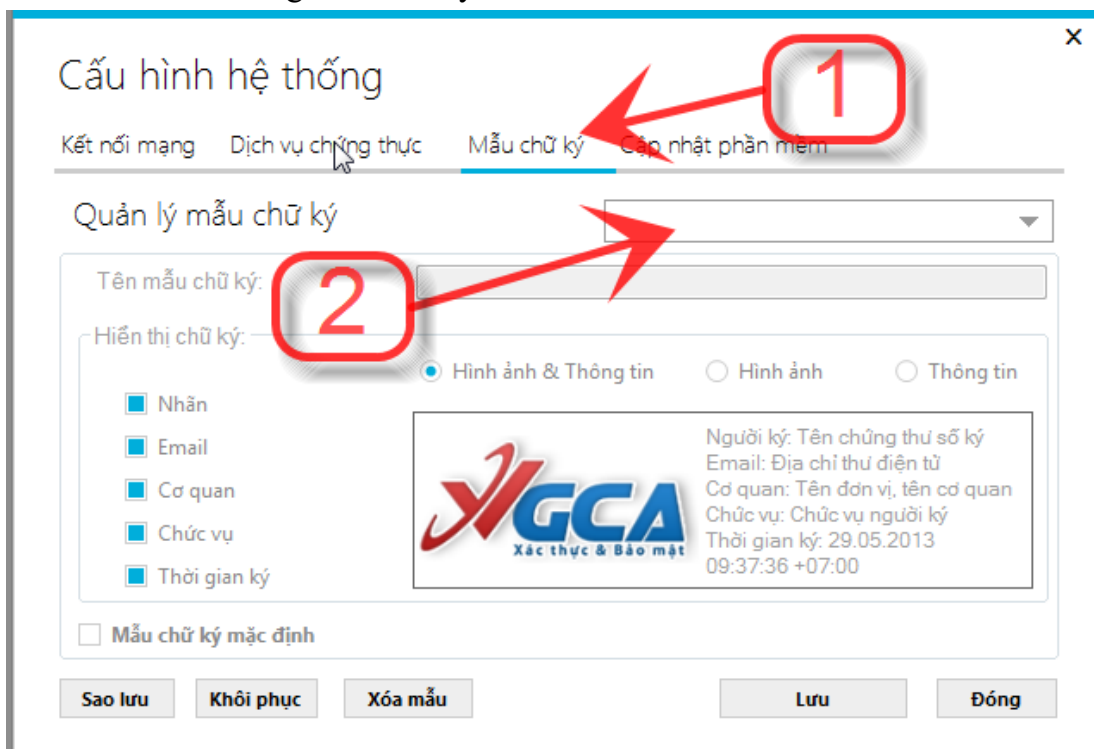 ×
Cấu hình hệ thống
1
Kết nối mạng Dịch vụ chứng thực Mẫu chữ ký Cập nhật phần mềm
Quản lý mẫu chữ ký
Tên mẫu chữ ký:
2
Hiển thị chữ ký:
Hình ảnh & Thông tin Hình ảnh Thông tin
Nhãn
Email
Cơ quan
Chức vụ
Thời gian ký
VGCA
Xác thực & Bảo mật
Người ký: Tên chứng thư số ký
Email: Địa chỉ thư điện tử
Cơ quan: Tên đơn vị, tên cơ quan
Chức vụ: Chức vụ người ký
Thời gian ký: 29.05.2013
09:37:36 +07:00
Mẫu chữ ký mặc định
Sao lưu Khôi phục Xóa mẫu Lưu Đóng